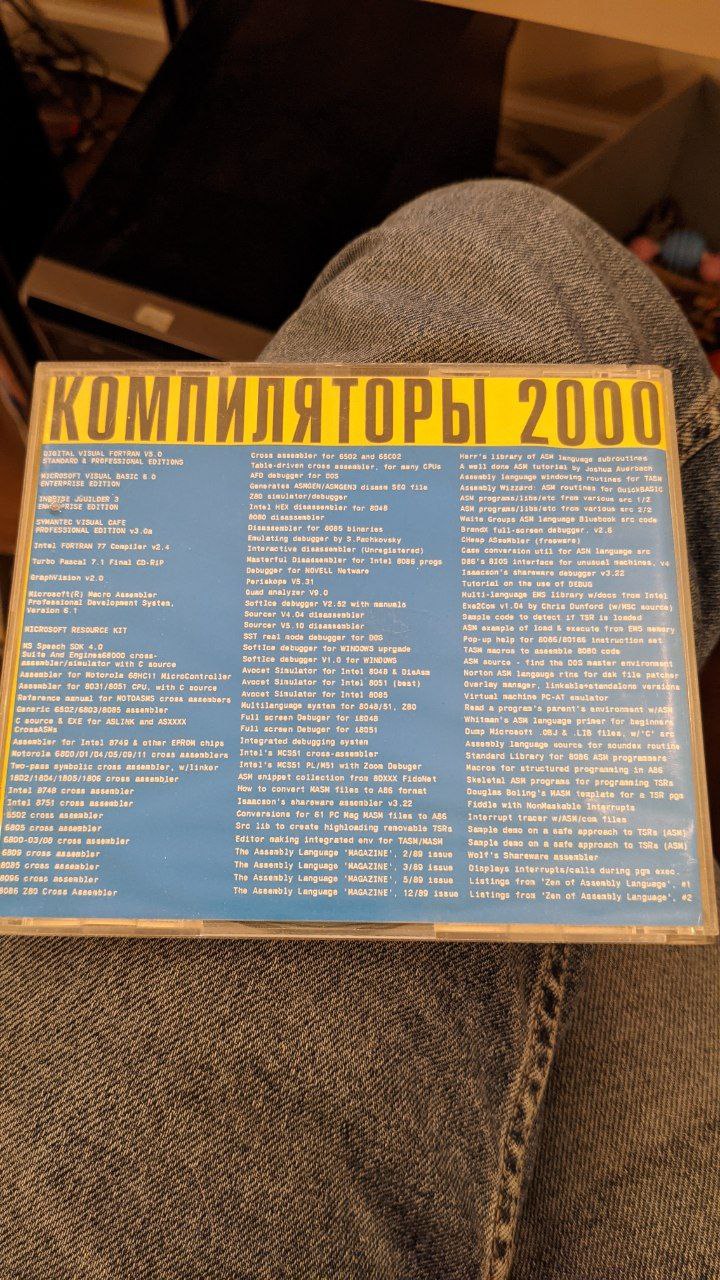 КОМПИЛЯТОРЫ 2000
DIGITAL VISUAL FORTRAN V5.0
STANDARD & PROFESSIONAL EDITIONS
MICROSOFT VISUAL BASIC 6.0
ENTERPRISE EDITION
JBUILDER 3
ENTERPRISE EDITION
SYMANTEC VISUAL CAFE
PROFESSIONAL EDITION v3.0a
Intel FORTRAN 77 Compiler v2.4
Turbo Pascal 7.1 Final CD-RiP
GraphVision v2.0
Microsoft(R) Macro Assembler
Professional Development System,
Version 6.1
MICROSOFT RESOURCE KIT
MS Speech SDK 4.0
Suite And Engines68000 cross-
assembler/simulator with C source
Assembler for Motorola 68HC11 MicroController
Assembler for 8031/8051 CPU, with C source
Reference manual for MOTOASMS cross assembers
Generic 6502/6803/8085 assembler
C source & EXE for ASLINK and ASXXXX
CrossASMs
Assembler for Intel 8749 & other EPROM chips
Motorola 6800/01/04/05/09/11 cross assemblers
Two-pass symbolic cross assembler, w/linker
1802/1804/1805/1806 cross assembler
Intel 8748 cross assembler
Intel 8751 cross assembler
6502 cross assembler
6805 cross assembler
6800-03/08 cross assembler
6809 cross assembler
8085 cross assembler
8096 cross assembler
8086 Z80 Cross Assembler
Cross assembler for 6502 and 65C02
Table-driven cross assembler, for many CPUs
AFD debugger for DOS
Generates ASMGEN/ASMGEN3 disasm SEQ file
Z80 simulator/debugger
Intel HEX disassembler for 8048
8080 disassembler
Disassembler for 8085 binaries
Emulating debugger by S.Pachkovsky
Interactive disassembler (Unregistered)
Masterful Disassembler for Intel 8086 progs
Debugger for NOVELL Netware
Periskope V5.31
Quad analyzer V9.0
SoftIce debugger V2.52 with manuals
Sourcer V4.04 disassembler
Sourcer V5.10 disassembler
SST real mode debugger for DOS
SoftIce debugger for WINDOWS uprgade
SoftIce debugger V1.0 for WINDOWS
Avocet Simulator for Intel 8048 & DieAsm
Avocet Simulator for Intel 8051 (best)
Avocet Simulator for Intel 8085
Multilanguage system for 8048/51, Z80
Full screen Debuger for i8048
Full screen Debuger for i8051
Integrated debugging system
Intel's MCS51 cross-assembler
Intel's MCS51 PL/M51 with Zoom Debuger
ASM snippet collection from 80XXX FidoNet
How to convert MASM files to A86 format
Isaacson's shareware assembler v3.22
Conversions for 61 PC Mag MASM files to A86
Src lib to create highloading removable TSRs
Editor making integrated env for TASM/MASM
The Assembly Language 'MAGAZINE', 2/89 issue
The Assembly Language 'MAGAZINE', 3/89 issue
The Assembly Language 'MAGAZINE', 5/89 issue
The Assembly Language 'MAGAZINE', 12/89 issue
Herr's library of ASM language subroutines
A well done ASM tutorial by Joshua Auerbach
Assembly language windowing routines for TASM
Assembly Wizzard: ASM routines for QuickBASIC
ASM programs/libs/etc from various src 1/2
ASM programs/libs/etc from various src 2/2
Waite Groups ASM language Bluebook src code
BrandX full-screen debugger, v2.6
CHeap ASseMbler (freeware)
Case conversion util for ASM language src
D86's BIOS interface for unusual machines, v4
Isaacson's shareware debugger v3.22
Tutorial on the use of DEBUG
Multi-language EMS library w/docs from Intel
Exe2Com v1.04 by Chris Dunford (w/MSC source)
Sample code to detect if TSR is loaded
ASM example of load & execute from EMS memory
Pop-up help for 8086/80186 instruction set
TASM macros to assemble 8080 code
ASM source - find the DOS master environment
Norton ASM langauga rtns for dsk file patcher
Overlay manager, linkable+standalone versions
Virtual machine PC-AT emulator
Read a program's parent's environment w/ASM
Whitman's ASM language primer for beginners
Dump Microsoft .OBJ & .LIB files, w/'C' src
Assembly language source for soundex routine
Standard Library for 8086 ASM programmers
Macros for structured programming in A86
Skeletal ASM programs for programming TSRs
Douglas Boling's MASM template for a TSR pgm
Fiddle with NonMaskable Interrupts
Interrupt tracer w/ASM/com files
Sample demo on a safe approach to TSRs (ASM)
Sample demo on a safe approach to TSRs (ASM)
Wolf's Shareware assembler
Displays interrupts/calls during pgm exec.
Listings from 'Zen of Assembly Language', #1
Listings from 'Zen of Assembly Language', #2